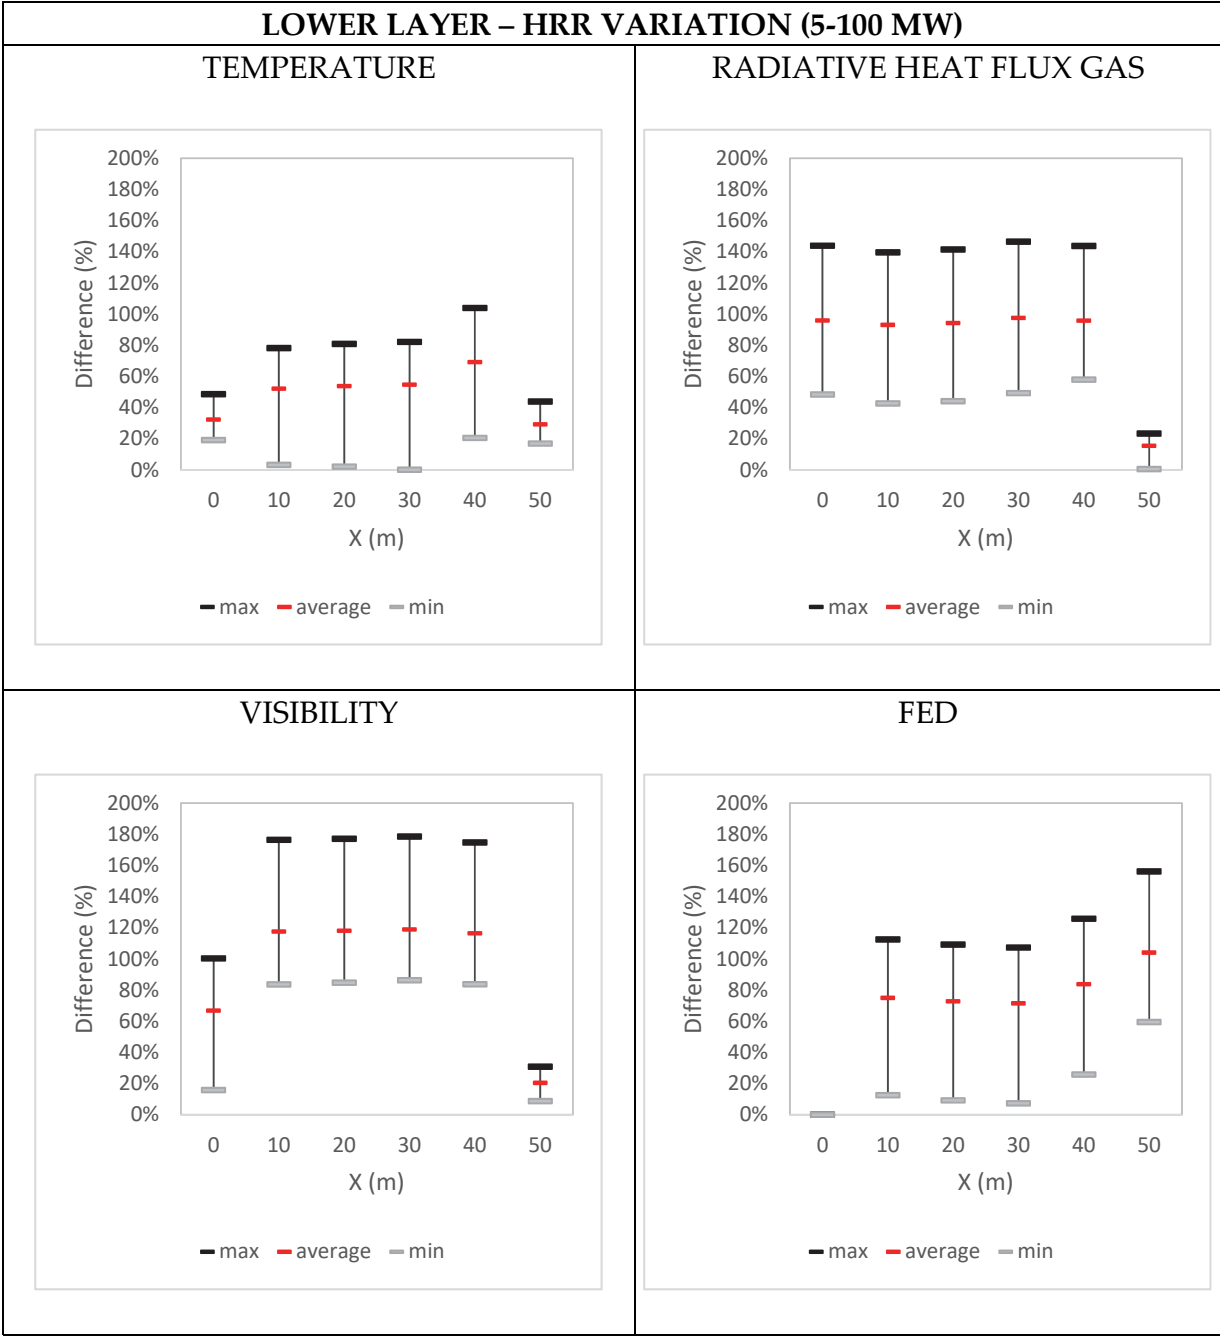 LOWER LAYER – HRR VARIATION (5-100 MW)
TEMPERATURE
200%
180%
160%
140%
120%
100%
80%
60%
40%
20%
0%
Difference (%)
0 10 20 30 40 50
X (m)
max average min
RADIATIVE HEAT FLUX GAS
200%
180%
160%
140%
120%
100%
80%
60%
40%
20%
0%
Difference (%)
0 10 20 30 40 50
X (m)
max average min
VISIBILITY
200%
180%
160%
140%
120%
100%
80%
60%
40%
20%
0%
Difference (%)
0 10 20 30 40 50
X (m)
max average min
FED
200%
180%
160%
140%
120%
100%
80%
60%
40%
20%
0%
Difference (%)
0 10 20 30 40 50
X (m)
max average min